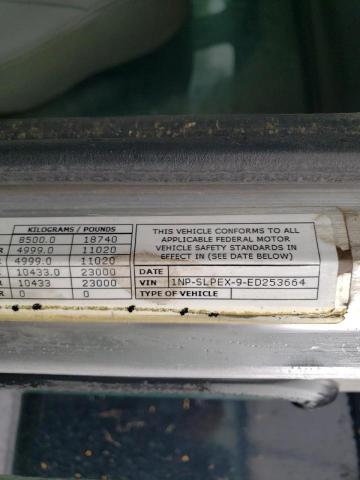 KILOGRAMS / POUNDS
8500.0 18740
R 4999.0 11020
4999.0 11020
R 10433.0 23000
10433 23000
R 0 0
THIS VEHICLE CONFORMS TO ALL
APPLICABLE FEDERAL MOTOR
VEHICLE SAFETY STANDARDS IN
EFFECT IN (SEE DATE BELOW)
DATE
VIN 1NP-SLPEX-9-ED253664
TYPE OF VEHICLE